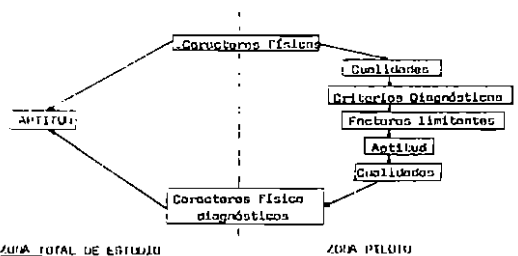 .Caracteres Físicos
Cualidades
Criterios Diagnósticos
Factores limitantes
APTITUD
Aptitud
Cualidades
Caracteres Físico
diagnósticos
ZONA TOTAL DE ESTUDIO
ZONA PILOTO